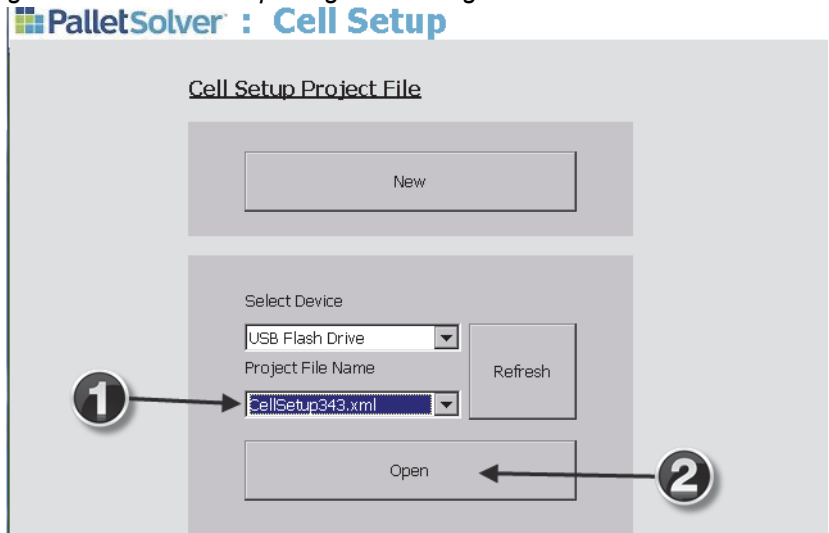 PalletSolver : Cell Setup
Cell Setup Project File
New
Select Device
USB Flash Drive
Project File Name
Refresh
1
CellSetup343.xml
Open
2